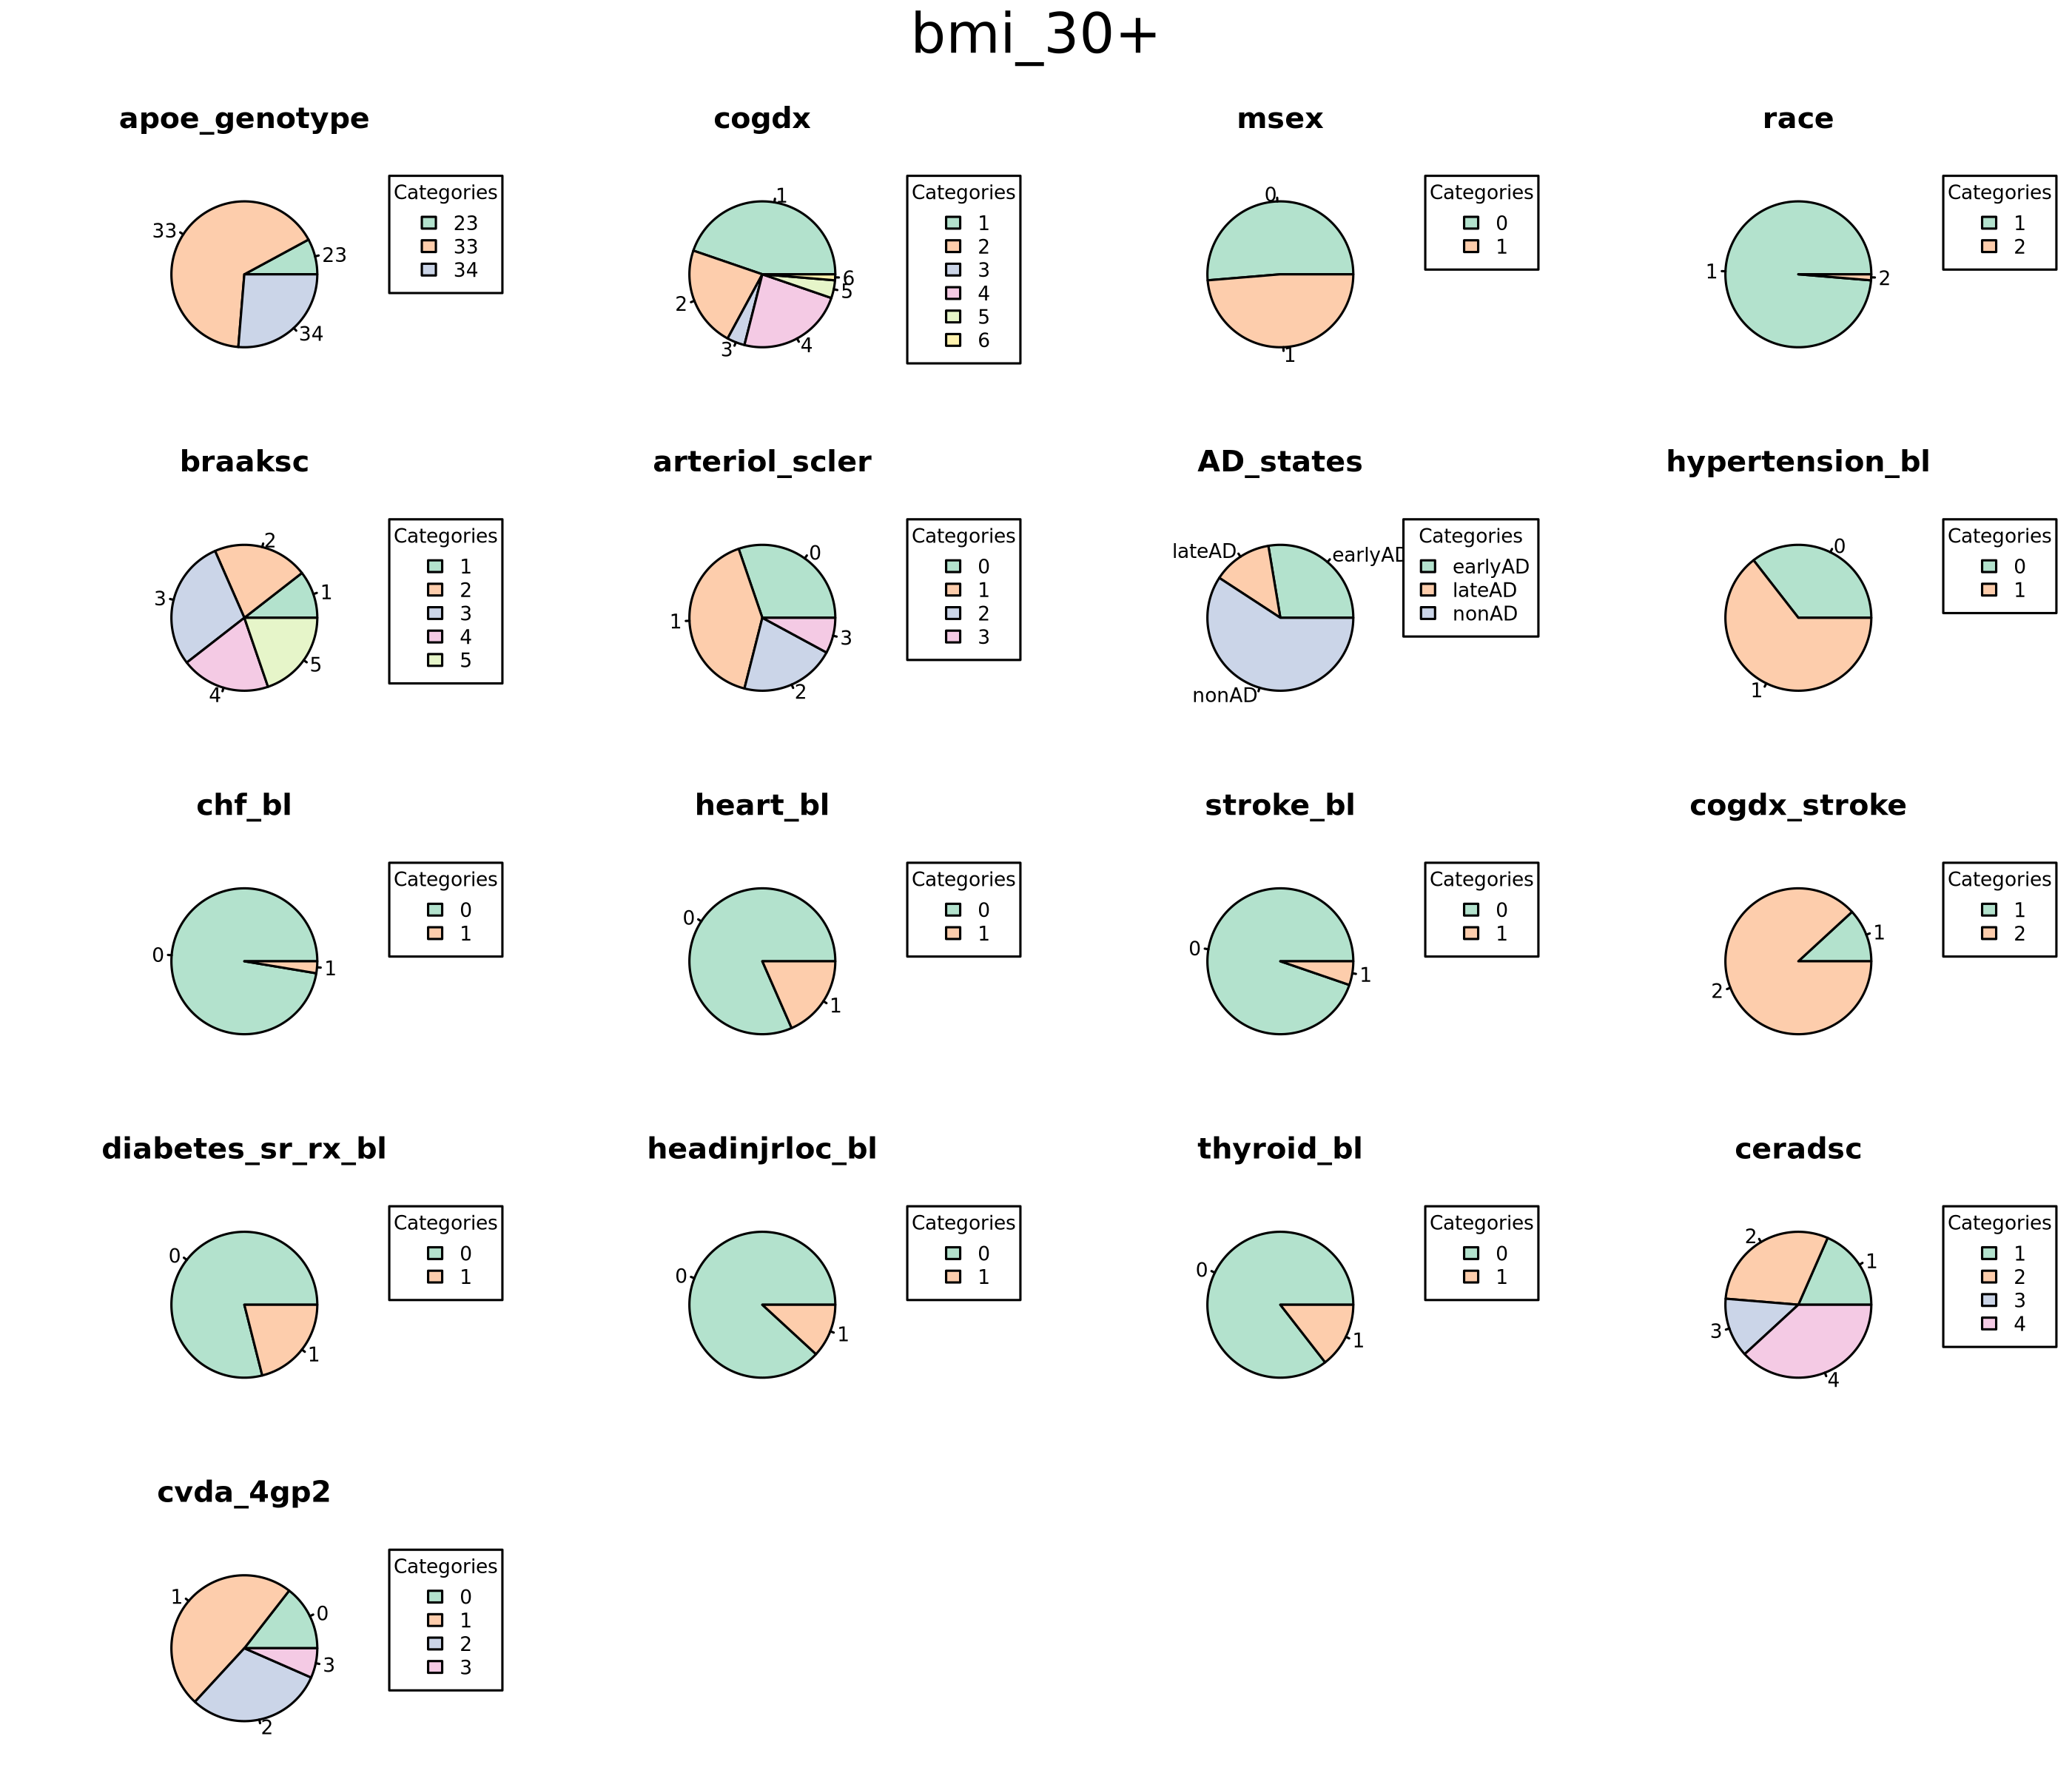 bmi_30+
apoe_genotype
33
23
34
Categories
23
33
34
cogdx
1
2
3
4
5
6
Categories
1
2
3
4
5
6
msex
0
1
Categories
0
1
race
1
2
Categories
1
2
braaksc
2
1
3
4
5
Categories
1
2
3
4
5
arteriol_scler
0
1
2
3
Categories
0
1
2
3
AD_states
lateAD
earlyAD
nonAD
Categories
earlyAD
lateAD
nonAD
hypertension_bl
0
1
Categories
0
1
chf_bl
0
1
Categories
0
1
heart_bl
0
1
Categories
0
1
stroke_bl
0
1
Categories
0
1
cogdx_stroke
1
2
Categories
1
2
diabetes_sr_rx_bl
0
1
Categories
0
1
headinjrloc_bl
0
1
Categories
0
1
thyroid_bl
0
1
Categories
0
1
ceradsc
2
1
3
4
Categories
1
2
3
4
cvda_4gp2
1
0
3
2
Categories
0
1
2
3